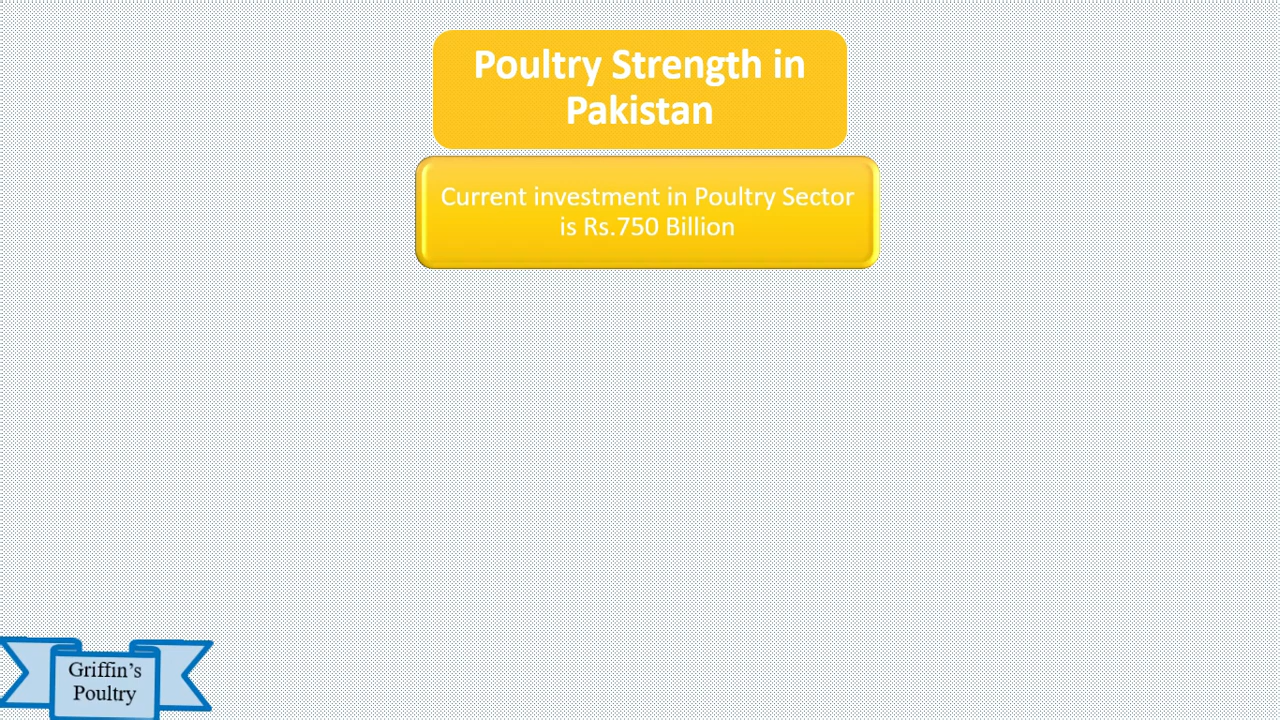 Poultry Strength in
Pakistan
Current investment in Poultry Sector
is Rs.750 Billion
Griffin’s
Poultry